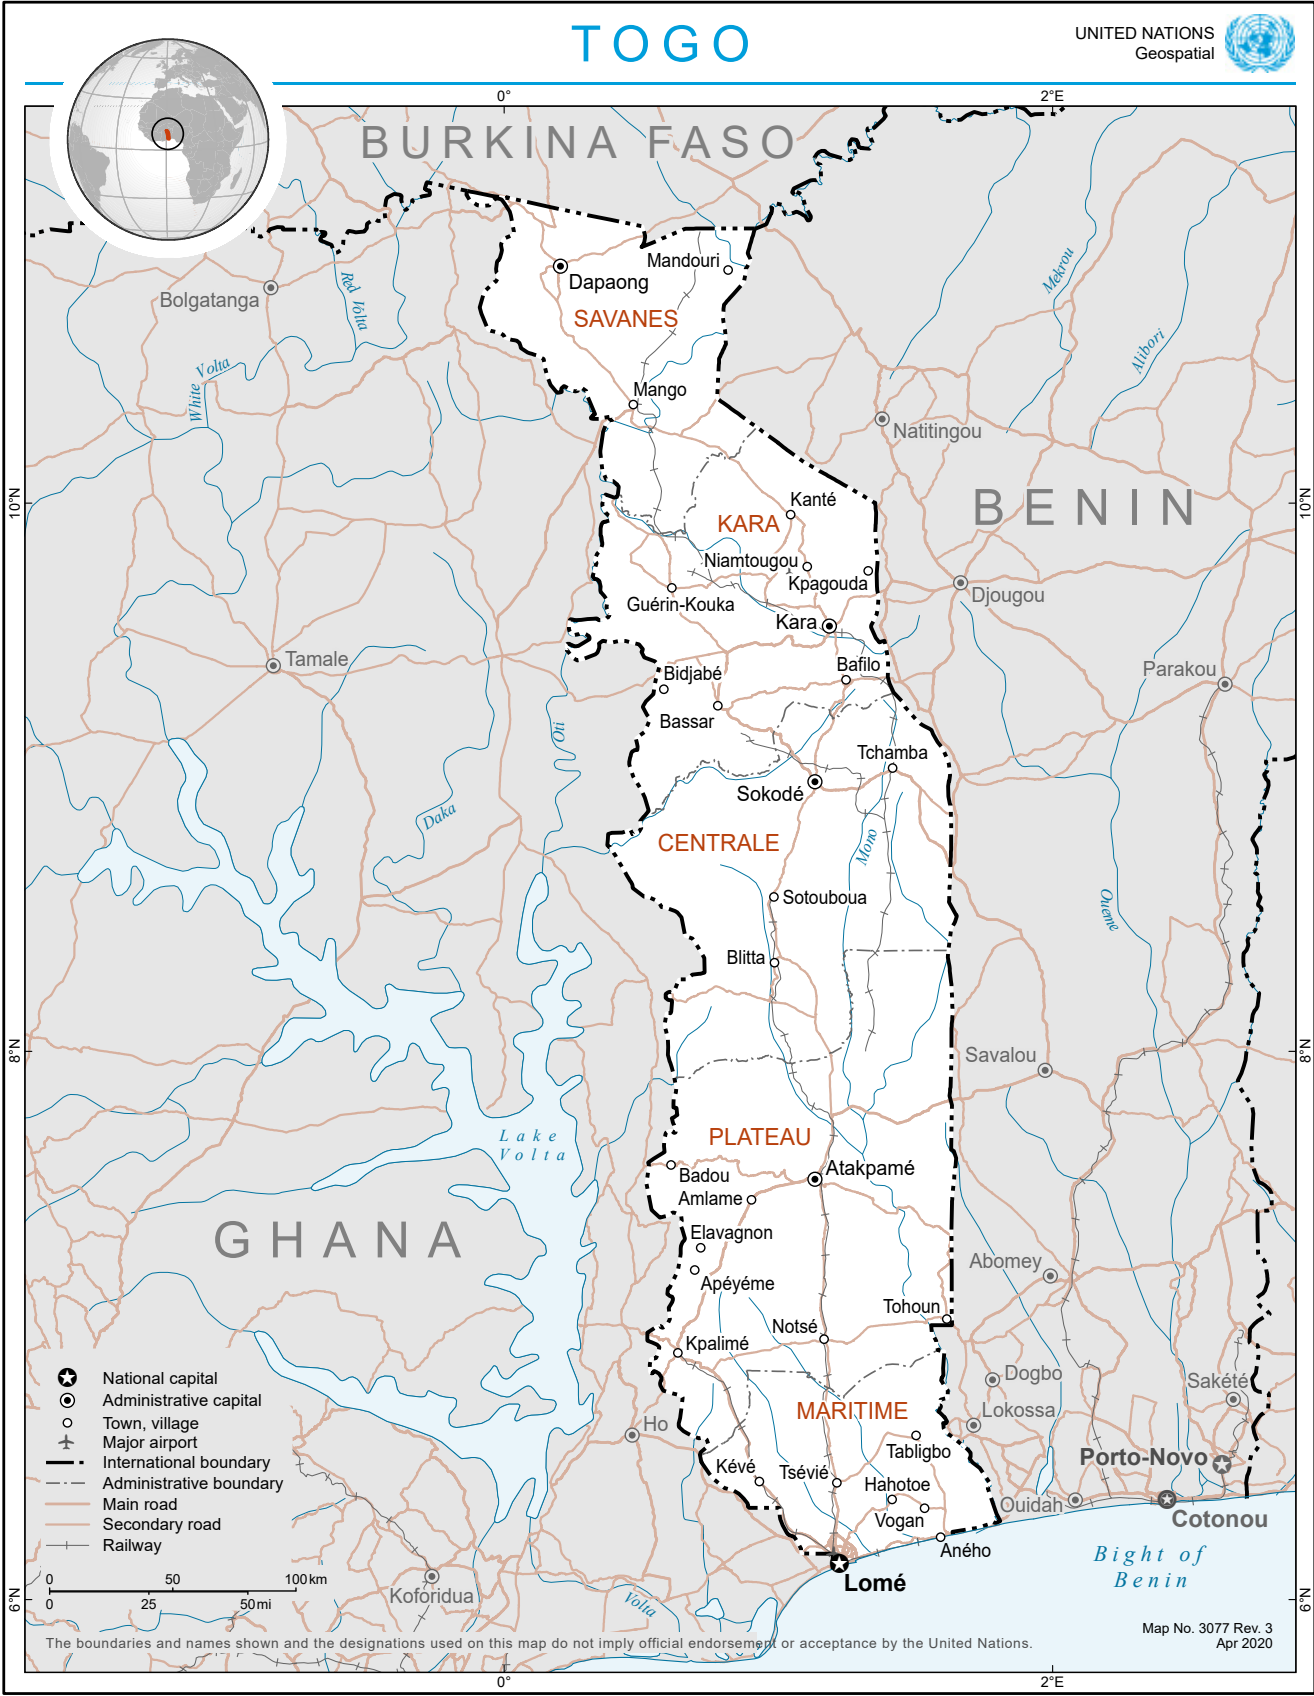 TOGO
UNITED NATIONS
Geospatial
0°
2°E
BURKINA FASO
Mandouri
Dapaong
Bolgatanga
Red Volta
SAVANES
Mekrou
Alibori
White Volta
Mango
Natitingou
10°N
Kanté
BENIN
10°N
KARA
Niamtougou
Kpagouda
Djougou
Guérin-Kouka
Kara
Tamale
Bafilo
Bidjabé
Parakou
Bassar
Oti
Tchamba
Sokodé
Daka
CENTRALE
Mono
Sotouboua
Oueme
Blitta
8°N
Savalou
8°N
Lake
Volta
PLATEAU
Badou
Atakpamé
Amlame
GHANA
Elavagnon
Abomey
Apéyéme
Tohoun
Notsé
Kpalimé
Dogbo
Sakété
MARITIME
Lokossa
Ho
Tabligbo
Porto-Novo
Kévé
Tsévié
Hahotoe
Ouidah
Vogan
Cotonou
Aného
Bight of
Benin
Lomé
Koforidua
Volta
6°N
6°N
National capital
Administrative capital
Town, village
Major airport
International boundary
Administrative boundary
Main road
Secondary road
Railway
0 50 100 km
0 25 50 mi
Map No. 3077 Rev. 3
Apr 2020
The boundaries and names shown and the designations used on this map do not imply official endorsement or acceptance by the United Nations.
0°
2°E